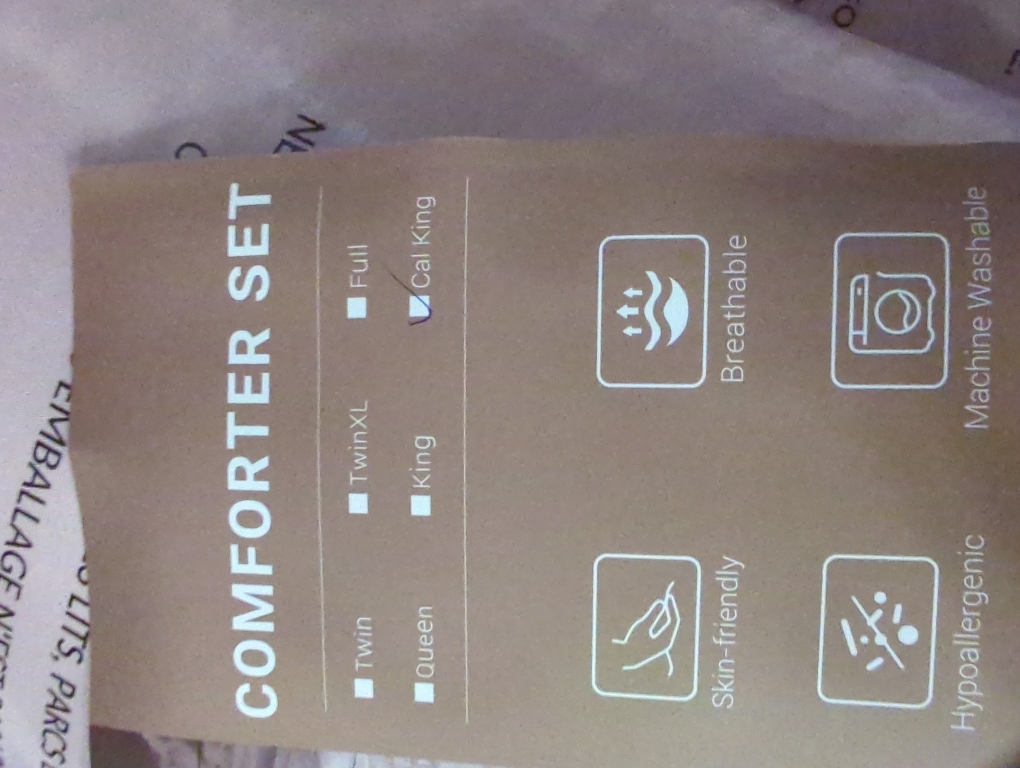 COMFORTER SET
Twin TwinXL Full
Queen King Cal King
Skin-friendly Breathable
Hypoallergenic Machine Washable
EMBALLAGE
LITS, PARCS